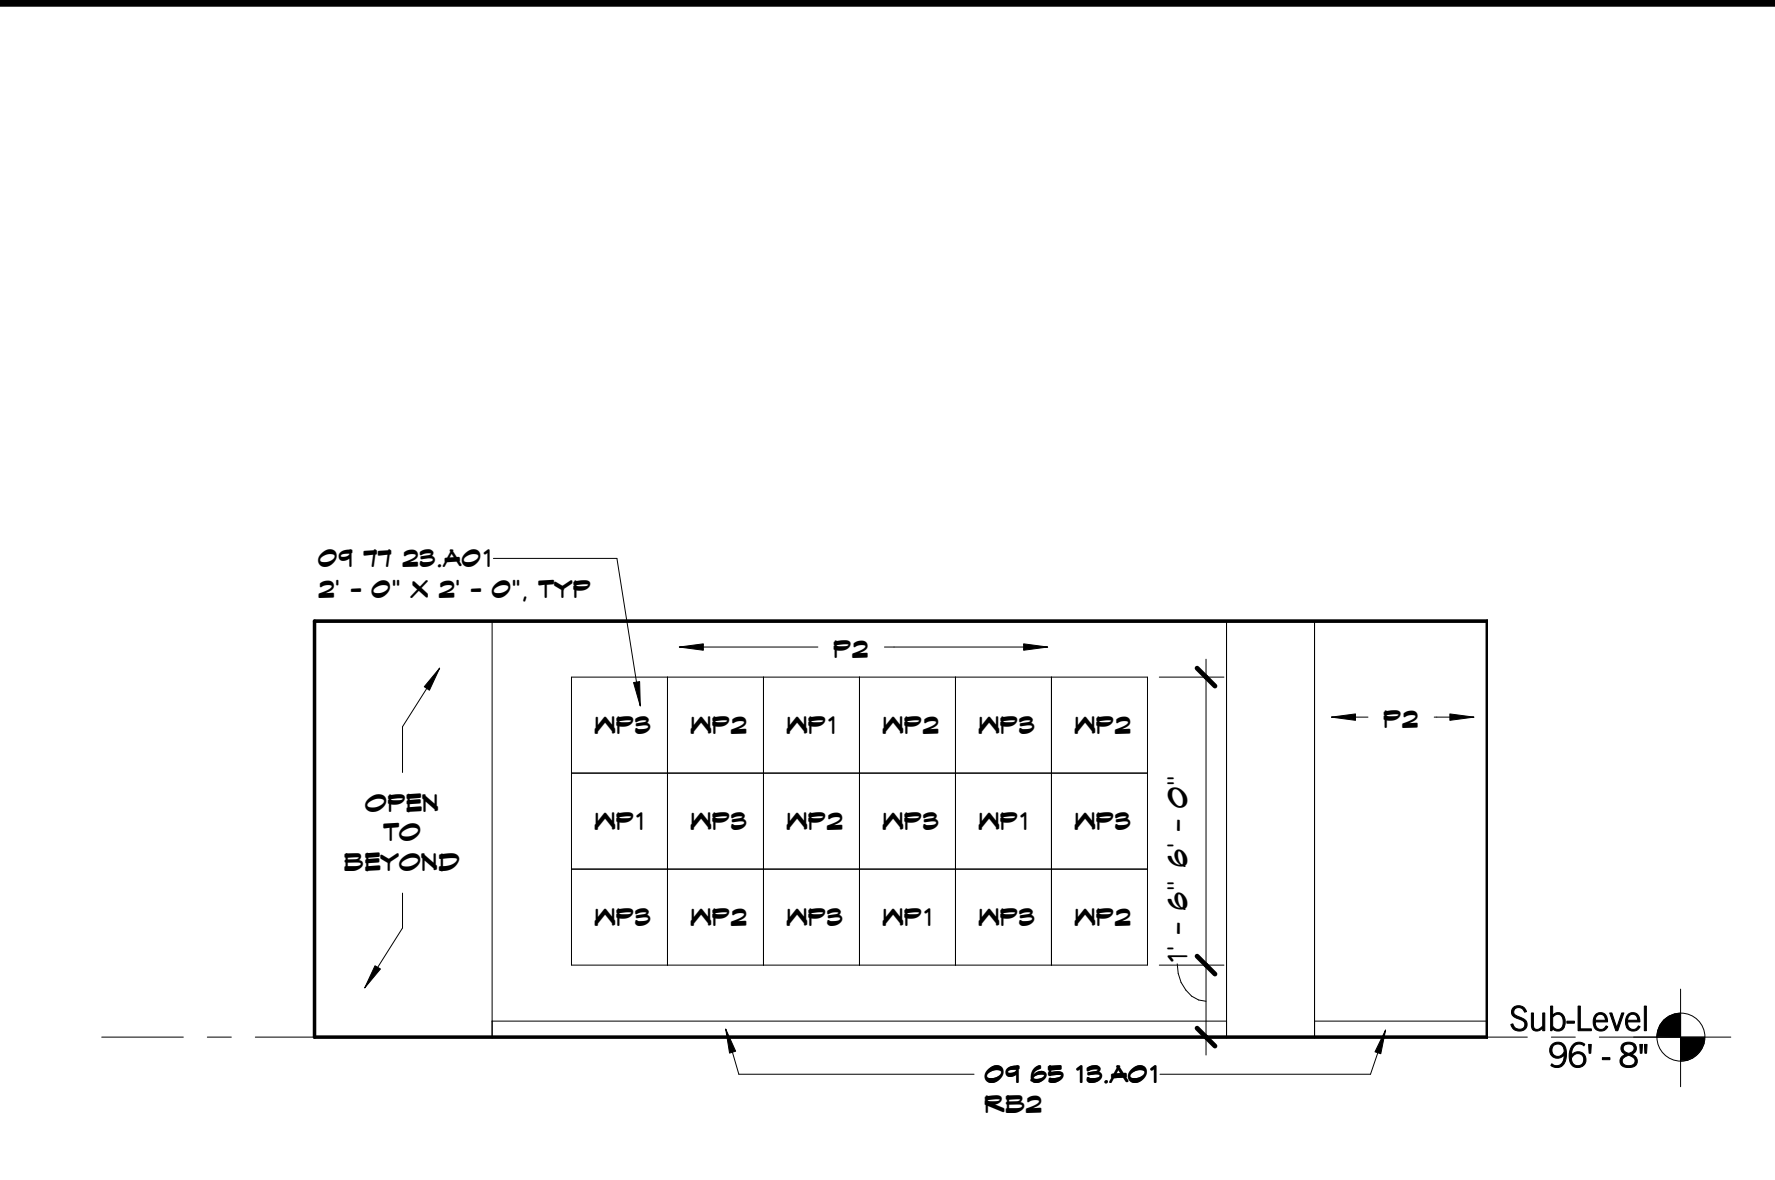 09 77 23.A01
2' - 0" X 2' - 0", TYP
P2
P2
WP3 WP2 WP1 WP2 WP3 WP2
OPEN
TO
BEYOND
WP1 WP3 WP2 WP3 WP1 WP3
6' - 0"
WP3 WP2 WP3 WP1 WP3 WP2
1' - 6"
Sub-Level
96' - 8"
09 65 13.A01
RB2